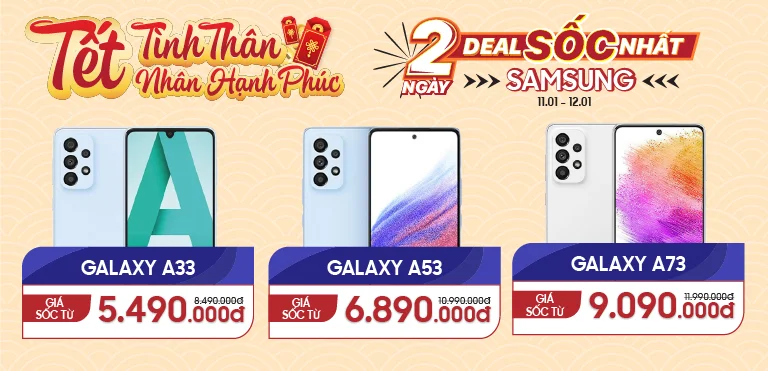 Tết Tình Thân
Nhân Hạnh Phúc
2 NGÀY DEAL SỐC NHẤT
SAMSUNG
11.01 - 12.01
A
GALAXY A33
GIÁ SỐC TỪ
8.490.000đ
5.490.000đ
GALAXY A53
GIÁ SỐC TỪ
10.990.000đ
6.890.000đ
GALAXY A73
GIÁ SỐC TỪ
11.990.000đ
9.090.000đ